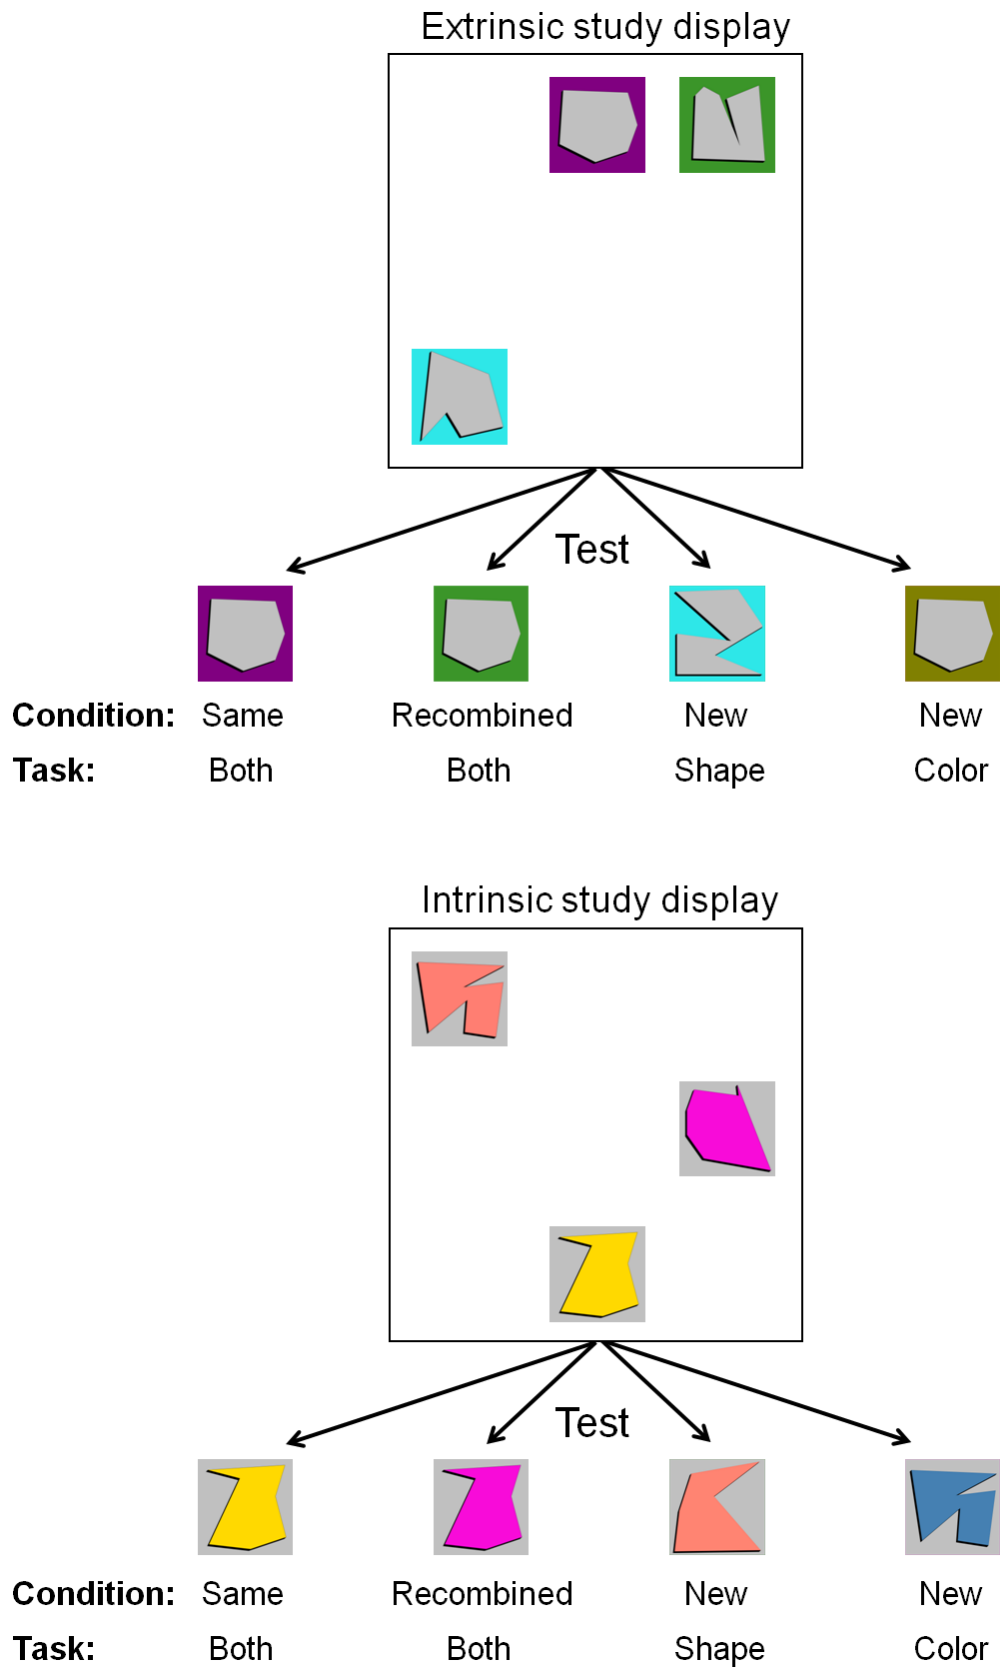 Extrinsic study display
Test
Condition: Same Recombined New New
Task: Both Both Shape Color
Intrinsic study display
Test
Condition: Same Recombined New New
Task: Both Both Shape Color